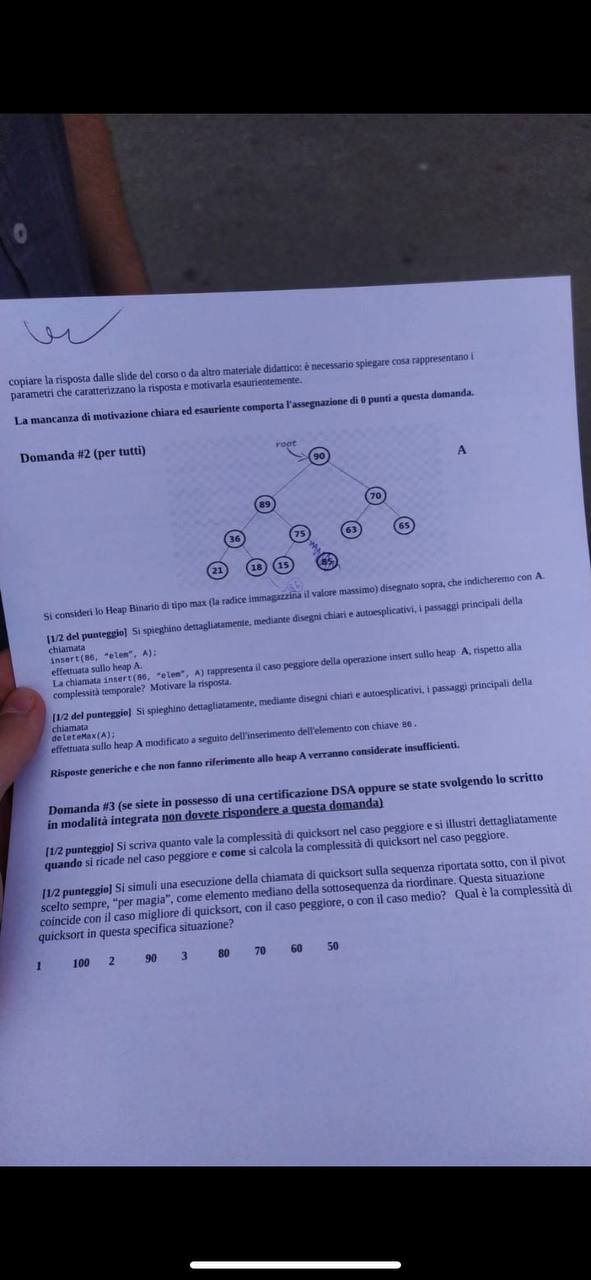 copiare la risposta dalle slide del corso o da altro materiale didattico: è necessario spiegare cosa rappresentano i
parametri che caratterizzano la risposta e motivarla esaurientemente.
La mancanza di motivazione chiara ed esauriente comporta l'assegnazione di 0 punti a questa domanda.
Domanda #2 (per tutti)
A
root
90
89
70
36
75
63
65
21
18
15
85
Si consideri lo Heap Binario di tipo max (la radice immagazzina il valore massimo) disegnato sopra, che indicheremo con A.
[1/2 del punteggio] Si spieghino dettagliatamente, mediante disegni chiari e autoesplicativi, i passaggi principali della
chiamata
insert(86, "elem", A);
effettuata sullo heap A.
La chiamata insert(86, "elem", A) rappresenta il caso peggiore della operazione insert sullo heap A, rispetto alla
complessità temporale? Motivare la risposta.
[1/2 del punteggio] Si spieghino dettagliatamente, mediante disegni chiari e autoesplicativi, i passaggi principali della
chiamata
deleteMax(A);
effettuata sullo heap A modificato a seguito dell'inserimento dell'elemento con chiave 86.
Risposte generiche e che non fanno riferimento allo heap A verranno considerate insufficienti.
Domanda #3 (se siete in possesso di una certificazione DSA oppure se state svolgendo lo scritto
in modalità integrata non dovete rispondere a questa domanda)
[1/2 punteggio] Si scriva quanto vale la complessità di quicksort nel caso peggiore e si illustri dettagliatamente
quando si ricade nel caso peggiore e come si calcola la complessità di quicksort nel caso peggiore.
[1/2 punteggio] Si simuli una esecuzione della chiamata di quicksort sulla sequenza riportata sotto, con il pivot
scelto sempre, "per magia", come elemento mediano della sottosequenza da riordinare. Questa situazione
coincide con il caso migliore di quicksort, con il caso peggiore, o con il caso medio? Qual è la complessità di
quicksort in questa specifica situazione?
1 100 2 90 3 80 70 60 50